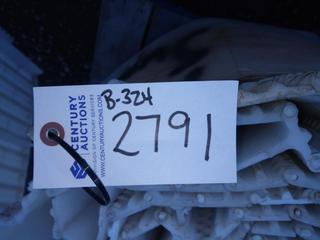 B-324
2791
CENTURY
AUCTIONS
DIVISION OF CENTURY SERVICES
WWW.CENTURYAUCTIONS.COM